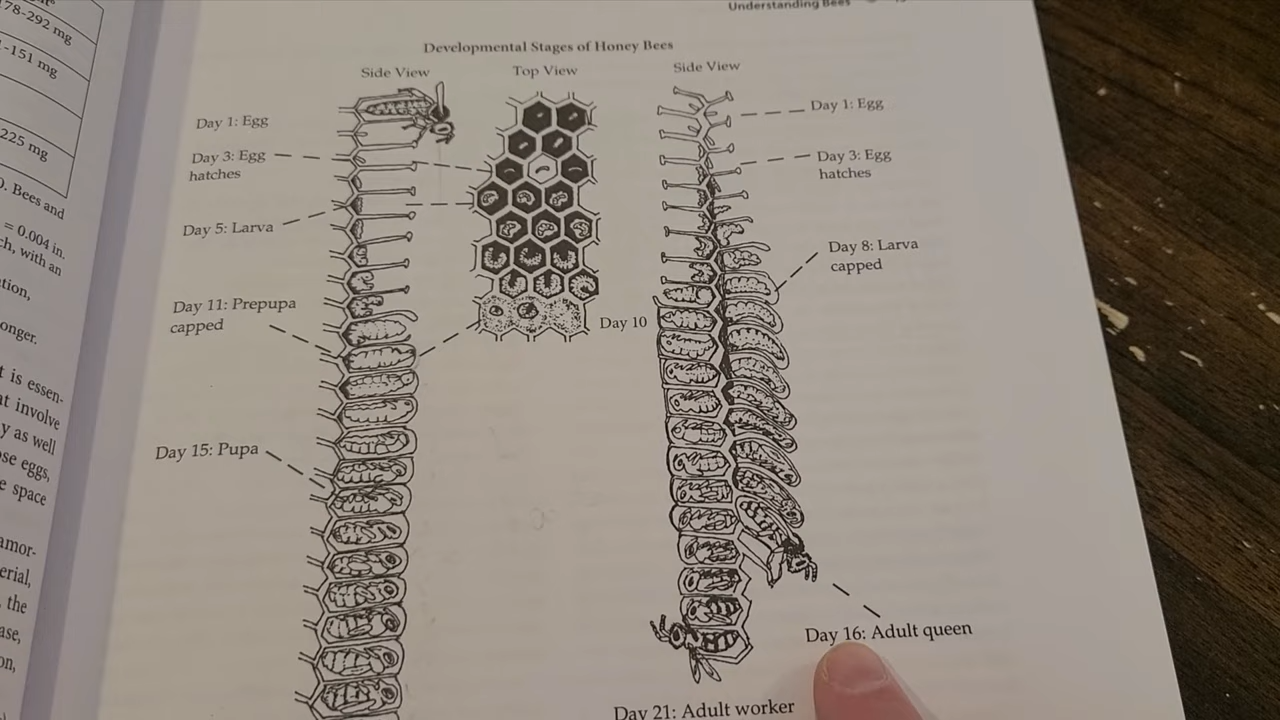 78-292 mg
-151 mg
225 mg
). Bees and
= 0.004 in.
ch, with an
tion,
onger.
t is essen-
at involve
y as well
ose eggs,
e space
amor-
erial,
, the
ase,
on,
Understanding Bees
Developmental Stages of Honey Bees
Side View
Top View
Side View
Day 1: Egg
Day 3: Egg
hatches
Day 5: Larva
Day 11: Prepupa
capped
Day 15: Pupa
Day 10
Day 1: Egg
Day 3: Egg
hatches
Day 8: Larva
capped
Day 16: Adult queen
Day 21: Adult worker